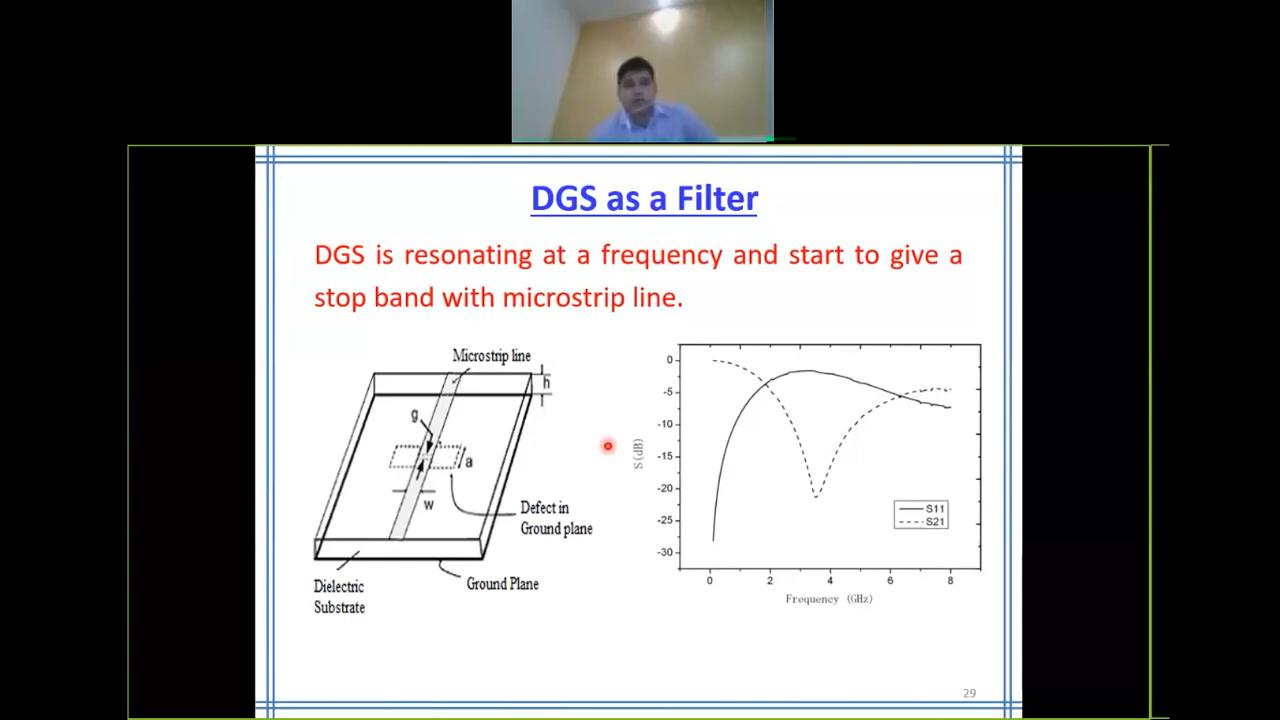 DGS as a Filter
DGS is resonating at a frequency and start to give a
stop band with microstrip line.
Microstrip line
h
g
a
w
Defect in
Ground plane
Ground Plane
Dielectric
Substrate
0
-5
-10
-15
-20
-25
-30
S(dB)
S11
S21
0 2 4 6 8
Frequency (GHz)
29